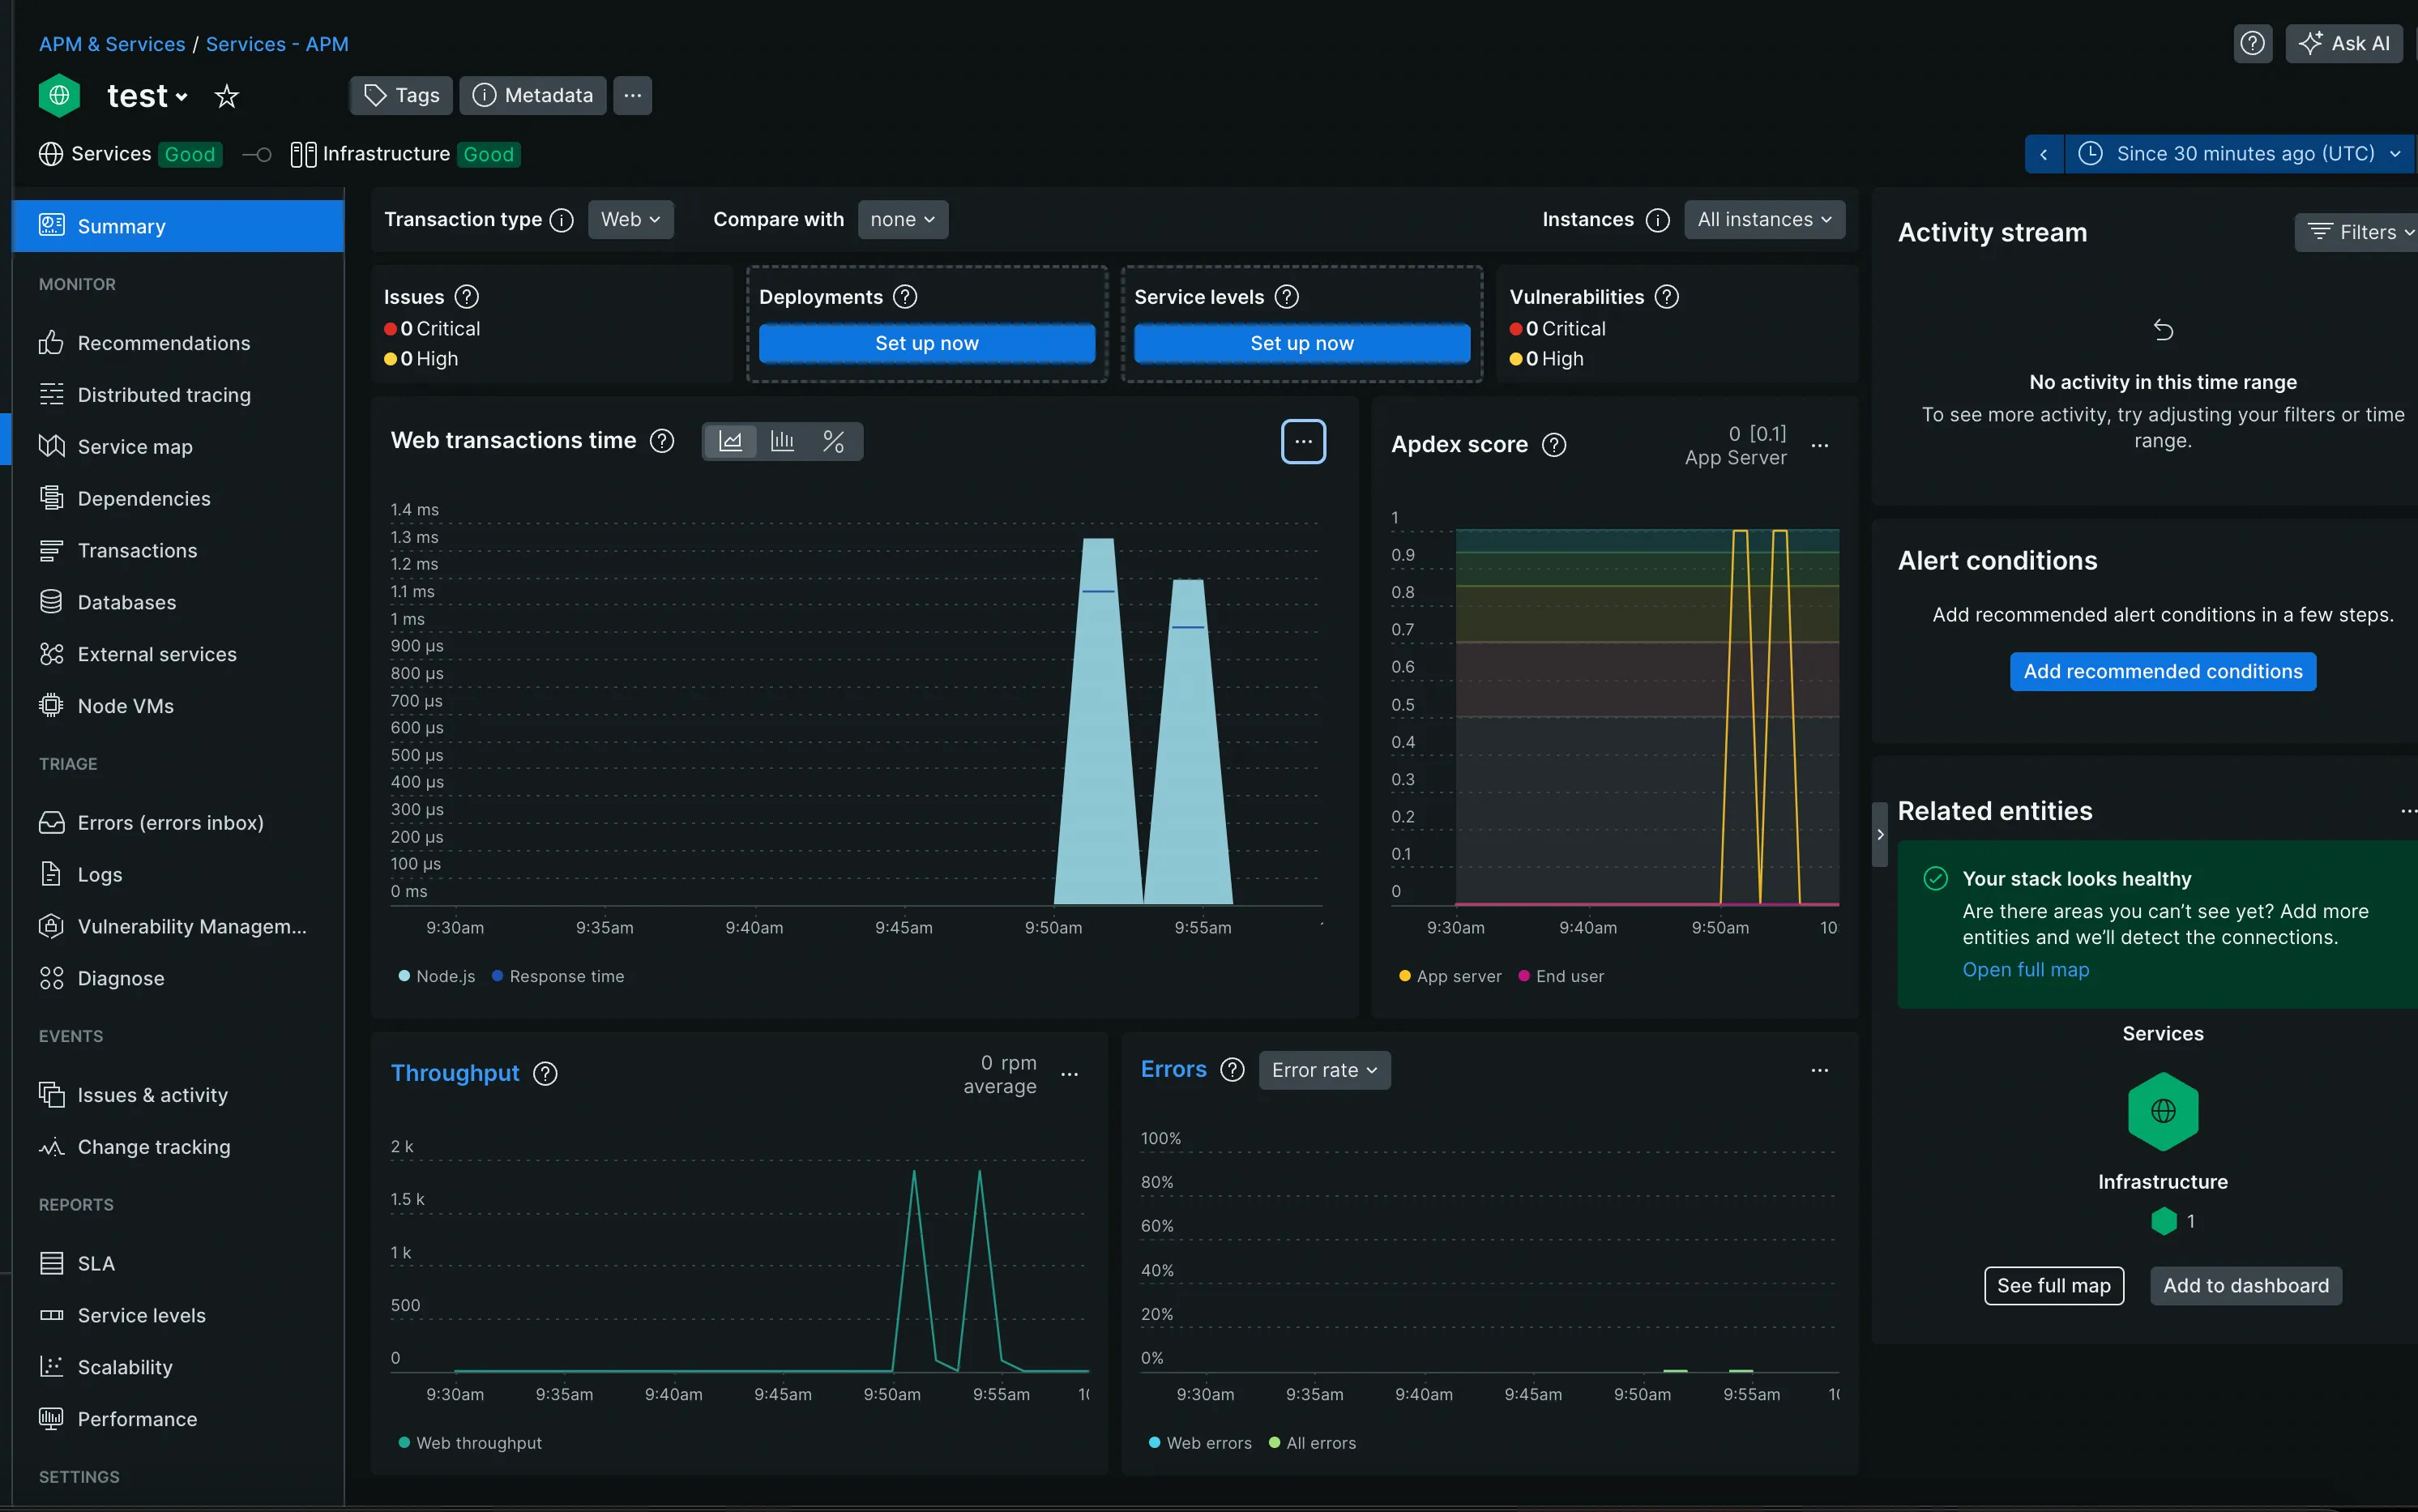 APM & Services / Services - APM
Ask AI
test
Tags
Metadata
...
Services Good
Infrastructure Good
Since 30 minutes ago (UTC)
Summary
MONITOR
Recommendations
Distributed tracing
Service map
Dependencies
Transactions
Databases
External services
Node VMs
TRIAGE
Errors (errors inbox)
Logs
Vulnerability Managem...
Diagnose
EVENTS
Issues & activity
Change tracking
REPORTS
SLA
Service levels
Scalability
Performance
SETTINGS
Transaction type Web
Compare with none
Instances All instances
Issues
0 Critical
0 High
Deployments
Set up now
Service levels
Set up now
Vulnerabilities
0 Critical
0 High
Web transactions time
...
1.4 ms
1.3 ms
1.2 ms
1.1 ms
1 ms
900 µs
800 µs
700 µs
600 µs
500 µs
400 µs
300 µs
200 µs
100 µs
0 ms
9:30am 9:35am 9:40am 9:45am 9:50am 9:55am
Node.js Response time
Apdex score
0 [0.1]
App Server
...
1
0.9
0.8
0.7
0.6
0.5
0.4
0.3
0.2
0.1
0
9:30am 9:40am 9:50am 10:
App server End user
Throughput
0 rpm
average
...
2 k
1.5 k
1 k
500
0
9:30am 9:35am 9:40am 9:45am 9:50am 9:55am
Web throughput
Errors
Error rate
...
100%
80%
60%
40%
20%
0%
9:30am 9:35am 9:40am 9:45am 9:50am 9:55am
Web errors All errors
Activity stream
Filters
No activity in this time range
To see more activity, try adjusting your filters or time
range.
Alert conditions
Add recommended alert conditions in a few steps.
Add recommended conditions
Related entities
...
Your stack looks healthy
Are there areas you can’t see yet? Add more
entities and we’ll detect the connections.
Open full map
Services
Infrastructure
1
See full map
Add to dashboard